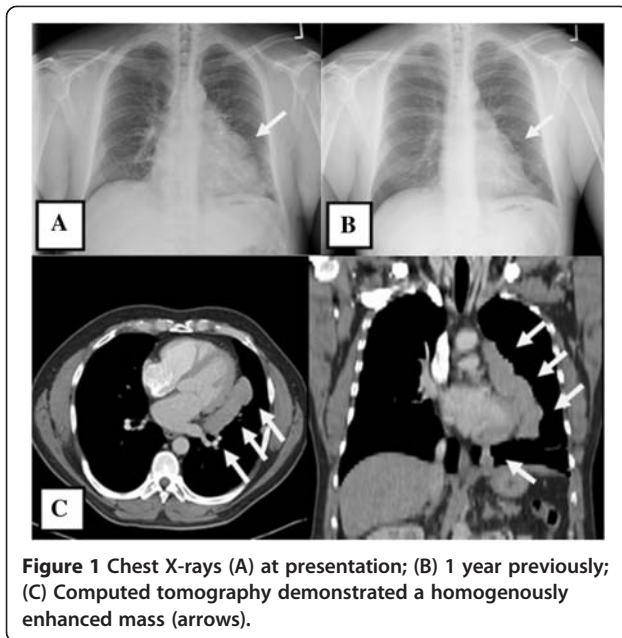 A
B
C
Figure 1 Chest X-rays (A) at presentation; (B) 1 year previously;
(C) Computed tomography demonstrated a homogenously
enhanced mass (arrows).